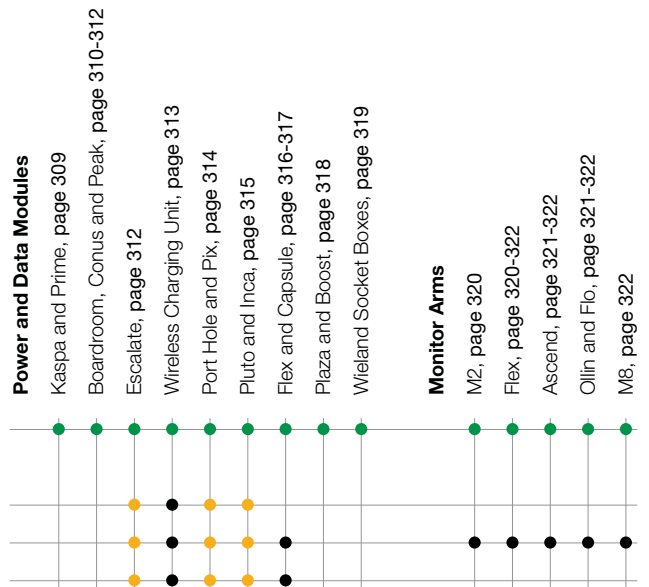 Power and Data Modules
Kaspa and Prime, page 309
Boardroom, Conus and Peak, page 310-312
Escalate, page 312
Wireless Charging Unit, page 313
Port Hole and Pix, page 314
Pluto and Inca, page 315
Flex and Capsule, page 316-317
Plaza and Boost, page 318
Wieland Socket Boxes, page 319
Monitor Arms
M2, page 320
Flex, page 320-322
Ascend, page 321-322
Ollin and Flo, page 321-322
M8, page 322